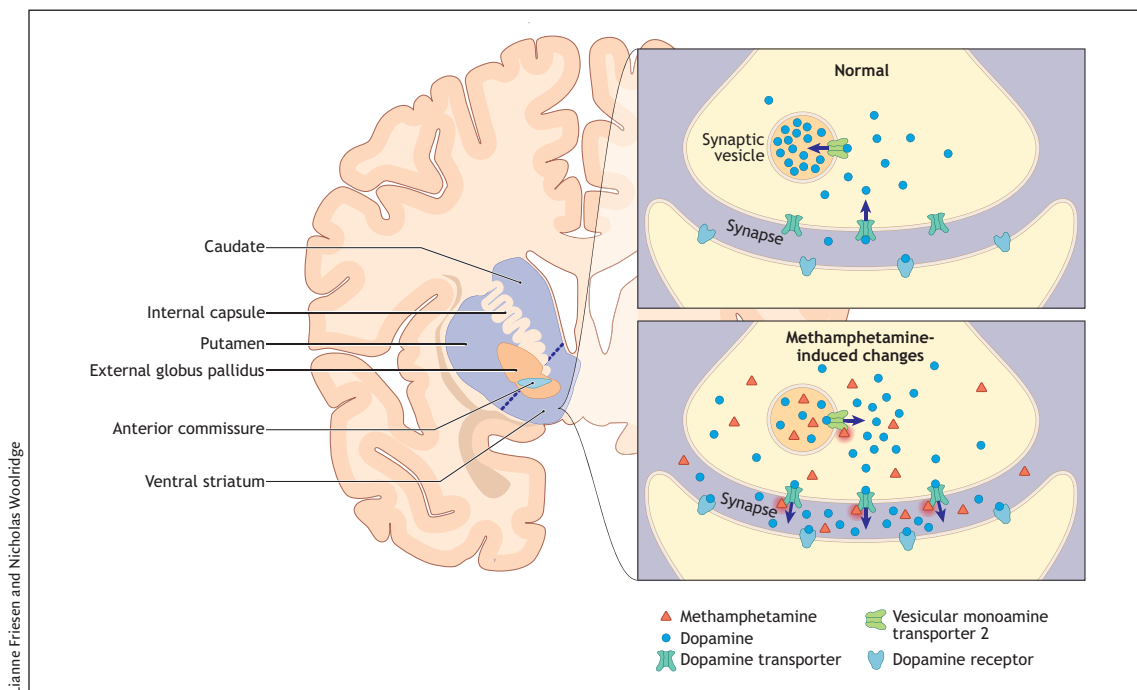 Normal
Synaptic
vesicle
Synapse
Caudate
Internal capsule
Putamen
External globus pallidus
Anterior commissure
Ventral striatum
Methamphetamine-
induced changes
Synapse
Methamphetamine
Dopamine
Dopamine transporter
Vesicular monoamine
transporter 2
Dopamine receptor
Lianne Friesen and Nicholas Woolridge